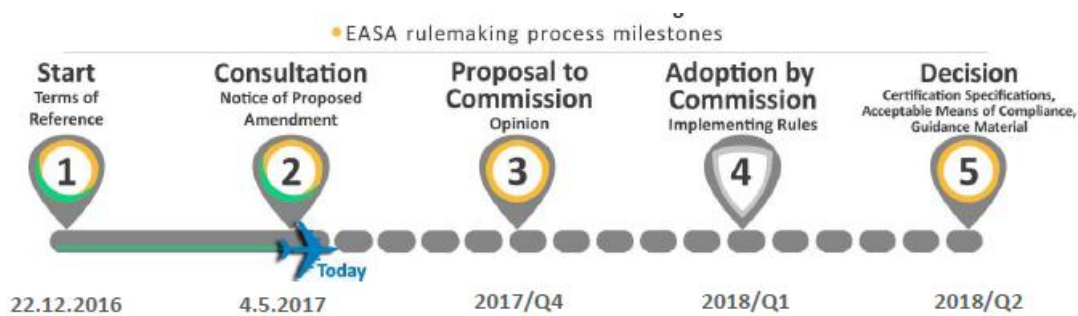 • EASA rulemaking process milestones
Start
Terms of
Reference
1
Consultation
Notice of Proposed
Amendment
2
Proposal to
Commission
Opinion
3
Adoption by
Commission
Implementing Rules
4
Decision
Certification Specifications,
Acceptable Means of Compliance,
Guidance Material
5
Today
22.12.2016
4.5.2017
2017/Q4
2018/Q1
2018/Q2